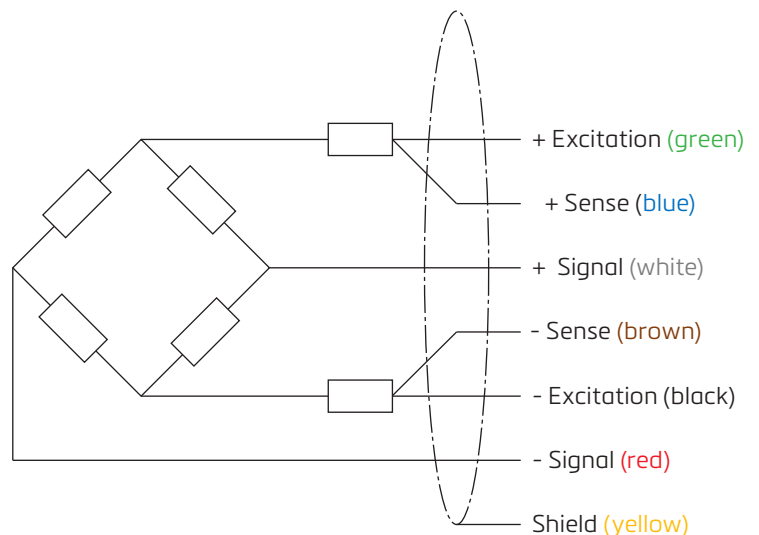 + Excitation (green)
+ Sense (blue)
+ Signal (white)
- Sense (brown)
- Excitation (black)
- Signal (red)
Shield (yellow)